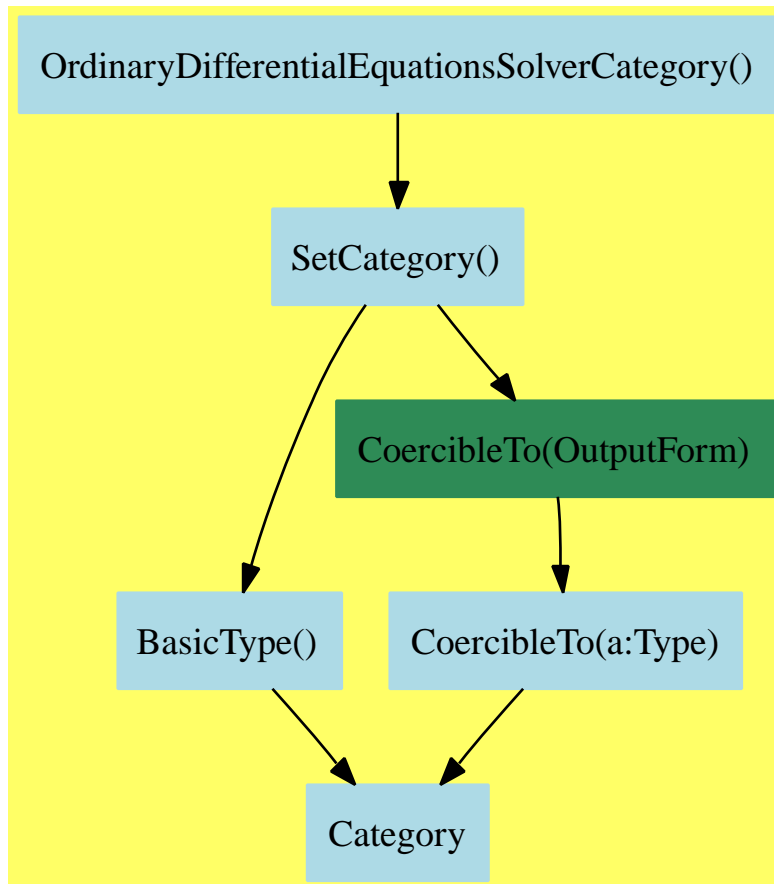 OrdinaryDifferentialEquationsSolverCategory()
SetCategory()
CoercibleTo(OutputForm)
BasicType()
CoercibleTo(a:Type)
Category